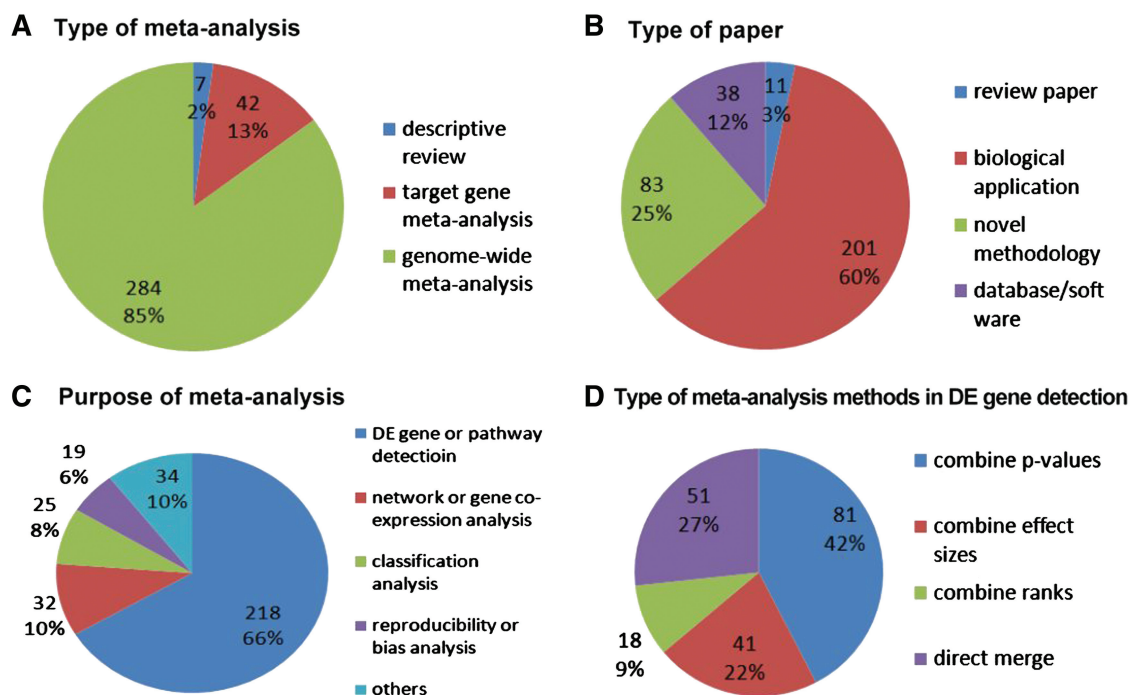 A Type of meta-analysis
7
2%
42
13%
284
85%
descriptive
review
target gene
meta-analysis
genome-wide
meta-analysis
B Type of paper
11
3%
38
12%
83
25%
201
60%
review paper
biological
application
novel
methodology
database/soft
ware
C Purpose of meta-analysis
19
6%
34
10%
25
8%
32
10%
218
66%
DE gene or pathway
detectioin
network or gene co-
expression analysis
classification
analysis
reproducibility or
bias analysis
others
D Type of meta-analysis methods in DE gene detection
51
27%
81
42%
18
9%
41
22%
combine p-values
combine effect
sizes
combine ranks
direct merge